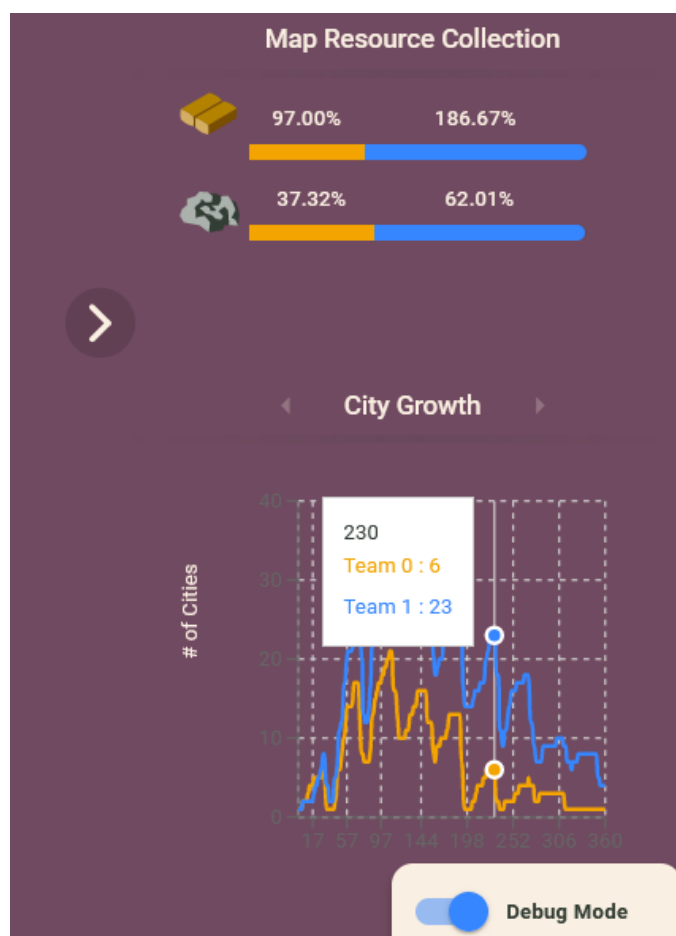 Map Resource Collection
97.00% 186.67%
37.32% 62.01%
City Growth
# of Cities
40
30
20
10
0
230
Team 0 : 6
Team 1 : 23
17 57 97 144 198 252 306 360
Debug Mode